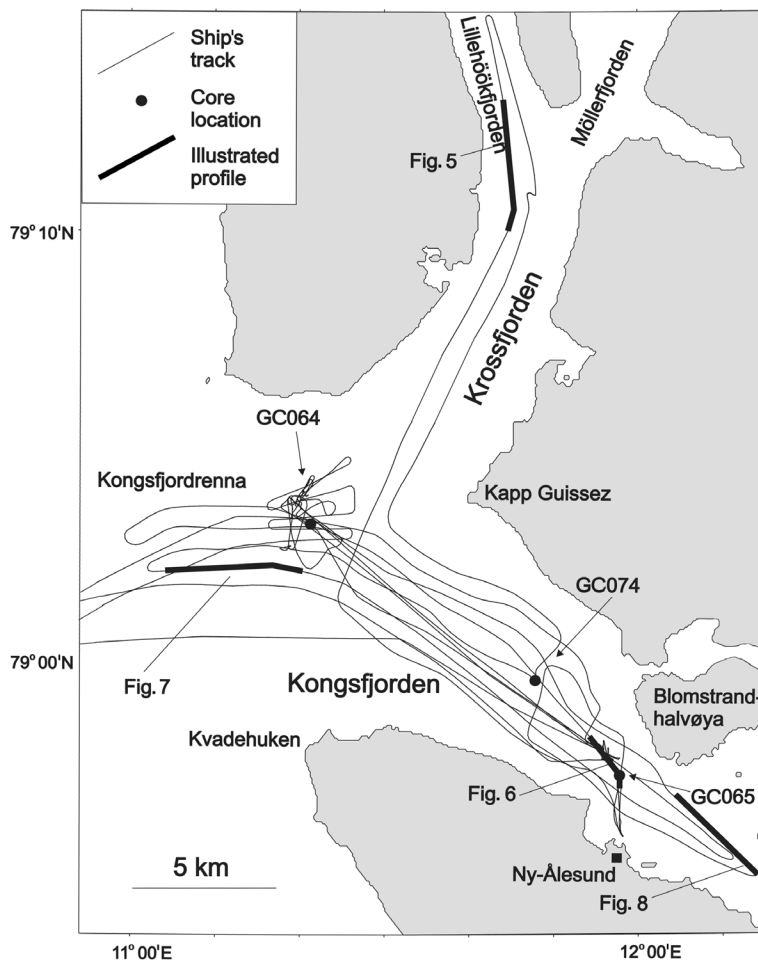 Ship's
track
Core
location
Illustrated
profile
Lillehöökfjorden
Möllerfjorden
Fig. 5
79°10'N
Krossfjorden
GC064
Kongsfjordrenna
Kapp Guissez
GC074
79°00'N
Fig. 7
Kongsfjorden
Blomstrand-
halvøya
Kvadehuken
Fig. 6
GC065
5 km
Ny-Ålesund
Fig. 8
11°00'E
12°00'E